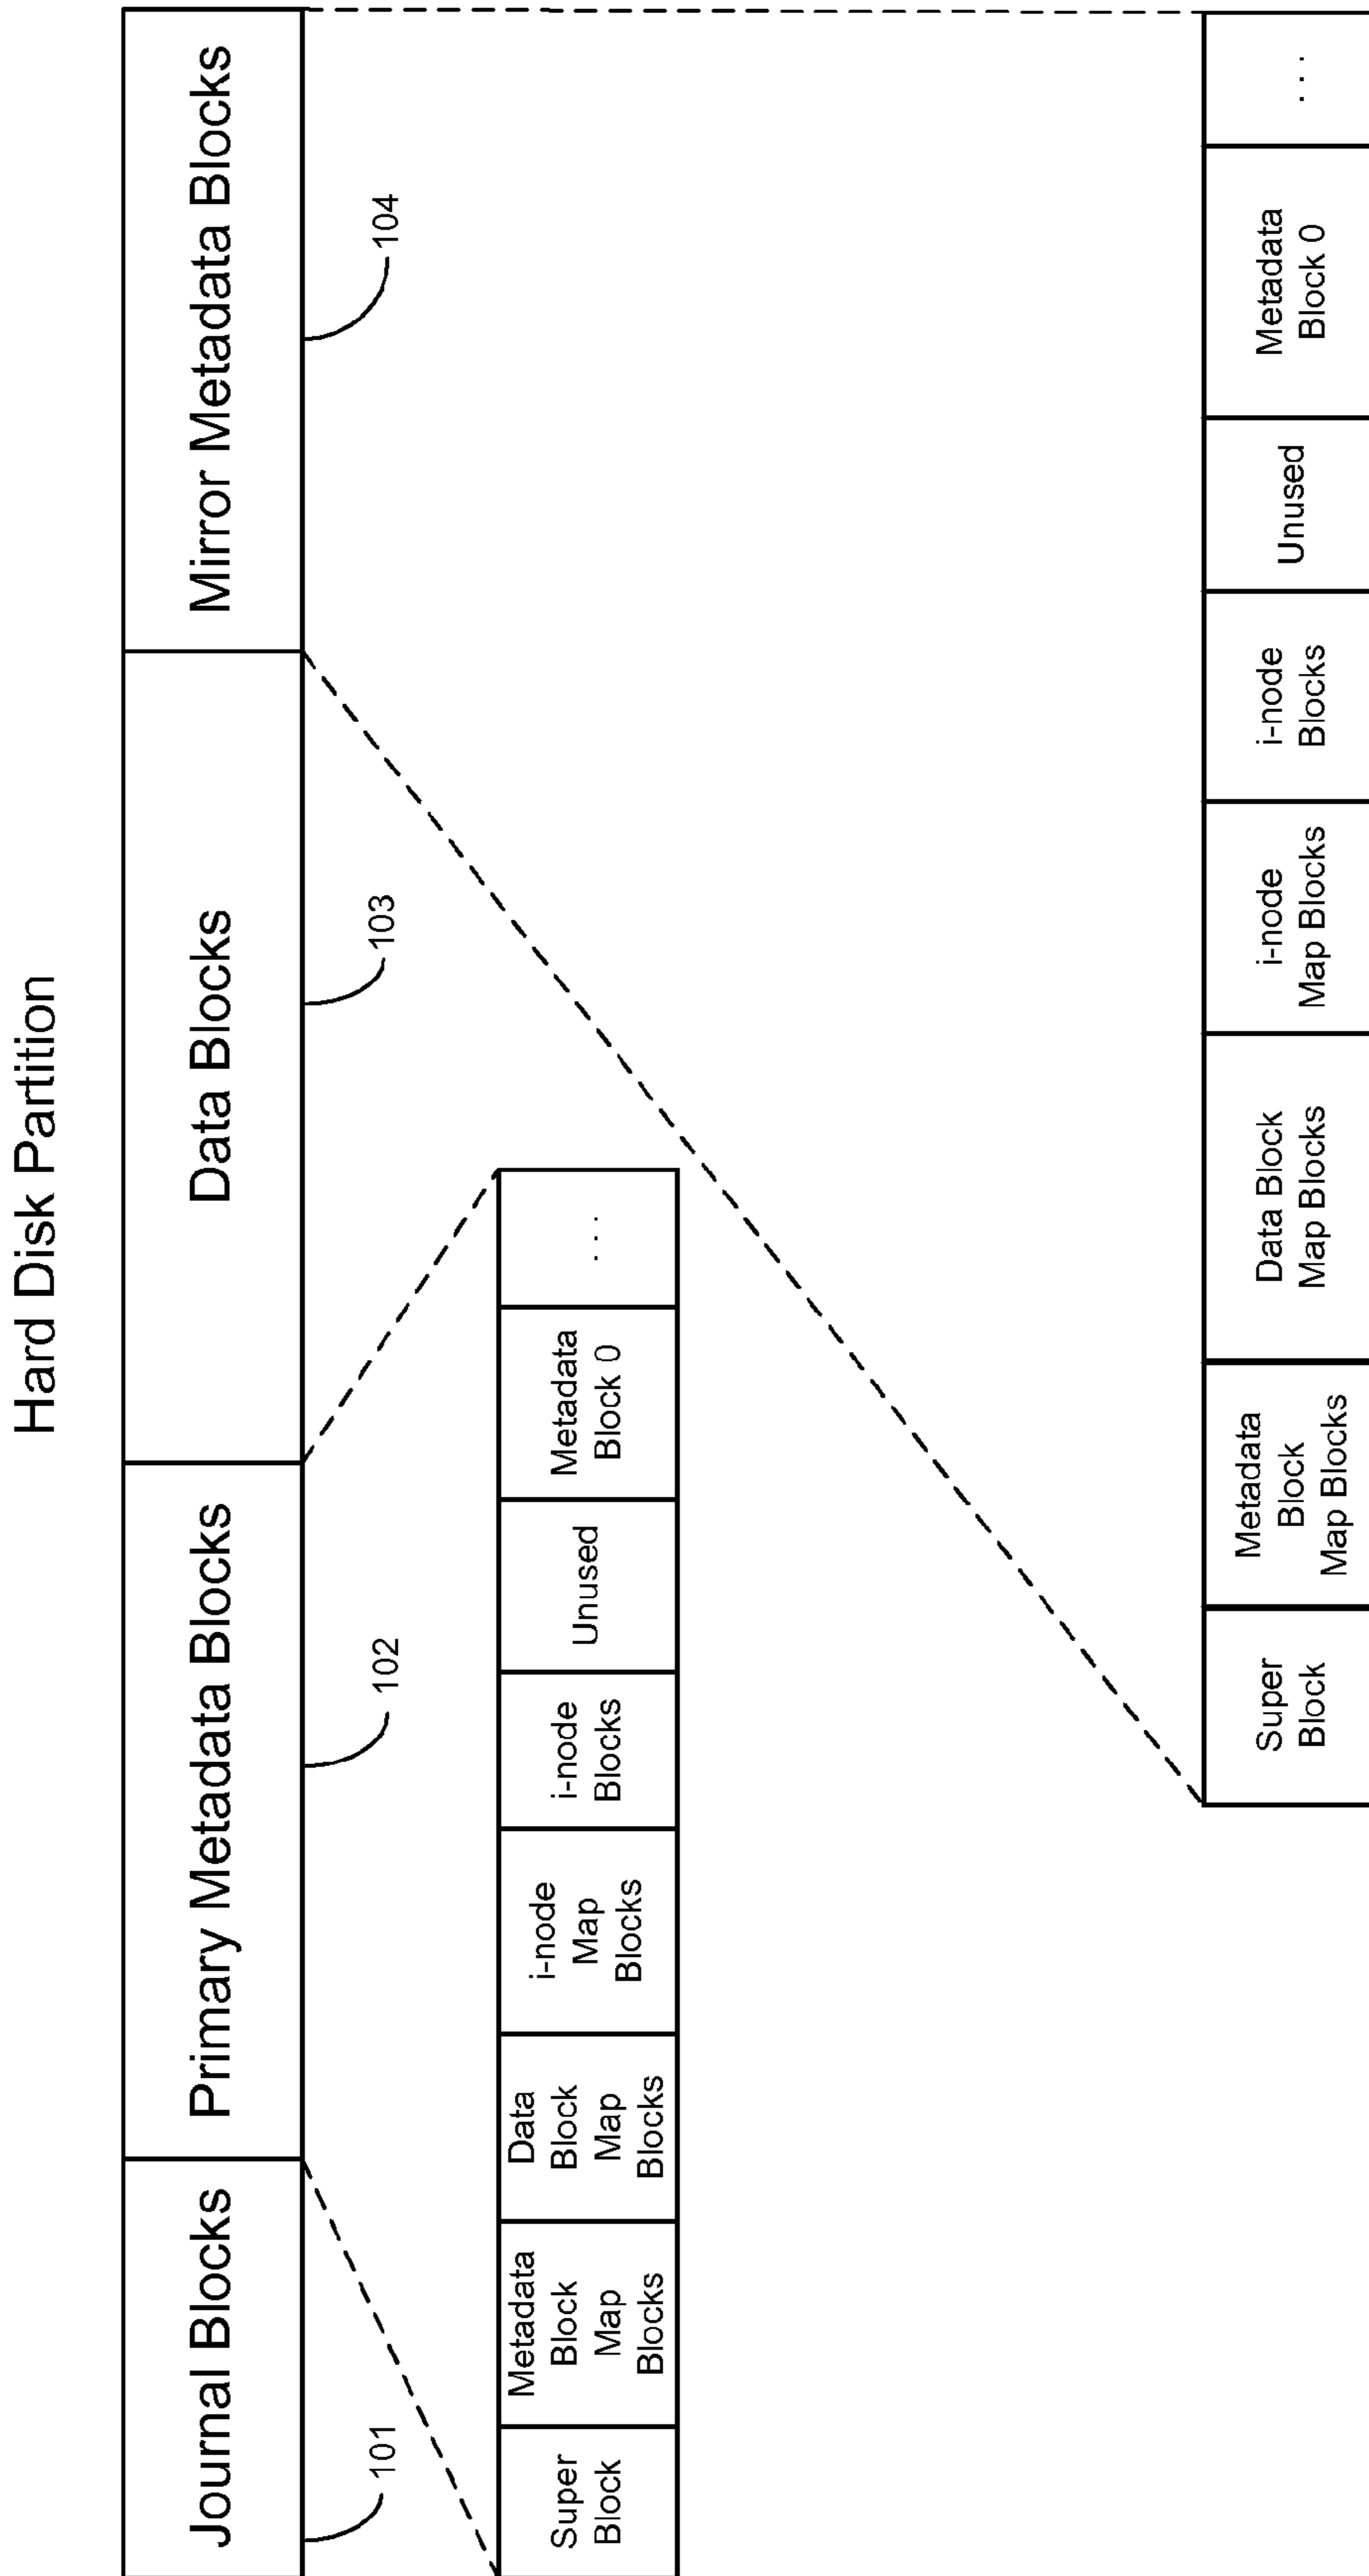 Hard Disk Partition
Journal Blocks
Primary Metadata Blocks
Data Blocks
Mirror Metadata Blocks
101
102
103
104
Super
Block
Metadata
Block
Map
Blocks
Data
Block
Map
Blocks
i-node
Map
Blocks
i-node
Blocks
Unused
Metadata
Block 0
. . .
Super
Block
Metadata
Block
Map Blocks
Data Block
Map Blocks
i-node
Map Blocks
i-node
Blocks
Unused
Metadata
Block 0
. . .